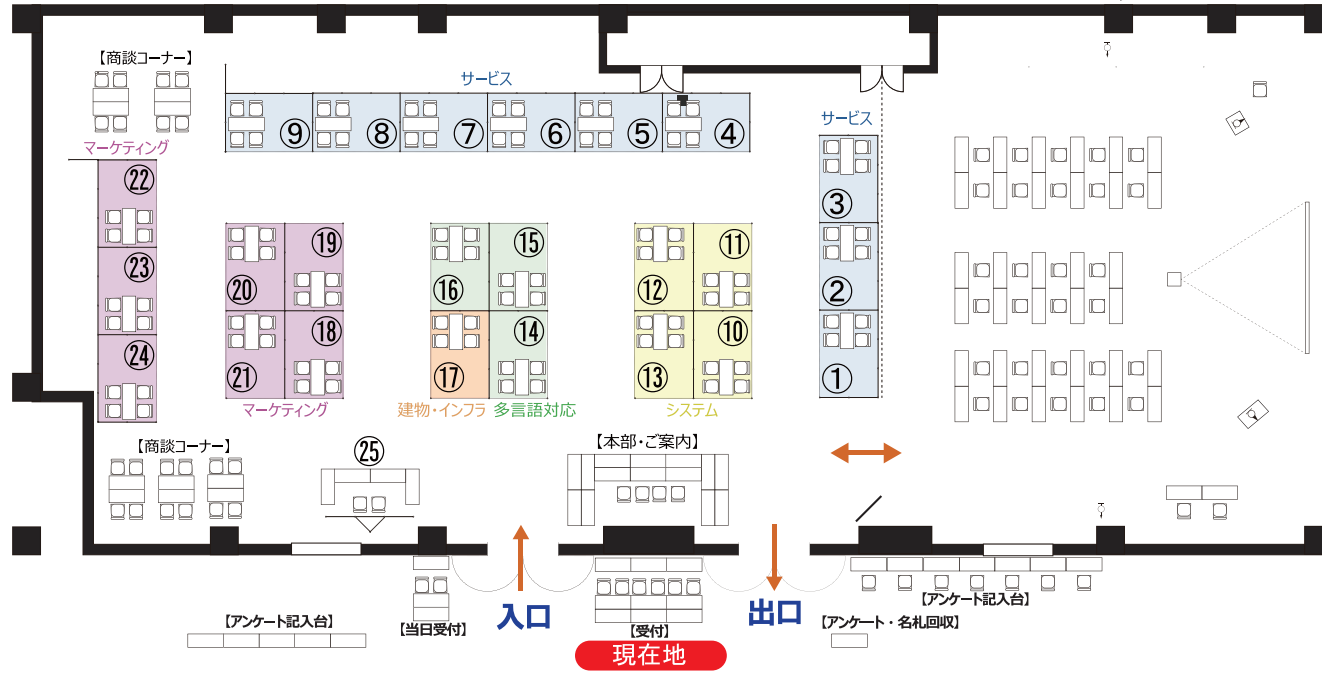 【商談コーナー】
サービス
⑨
⑧
⑦
⑥
⑤
④
サービス
③
②
①
マーケティング
㉒
㉓
㉔
⑲
⑳
⑱
㉑
マーケティング
⑮
⑯
⑭
⑰
建物・インフラ
多言語対応
⑪
⑫
⑩
⑬
システム
【商談コーナー】
㉕
【本部・ご案内】
入口
出口
【アンケート記入台】
【当日受付】
【受付】
【アンケート・名札回収】
【アンケート記入台】
現在地